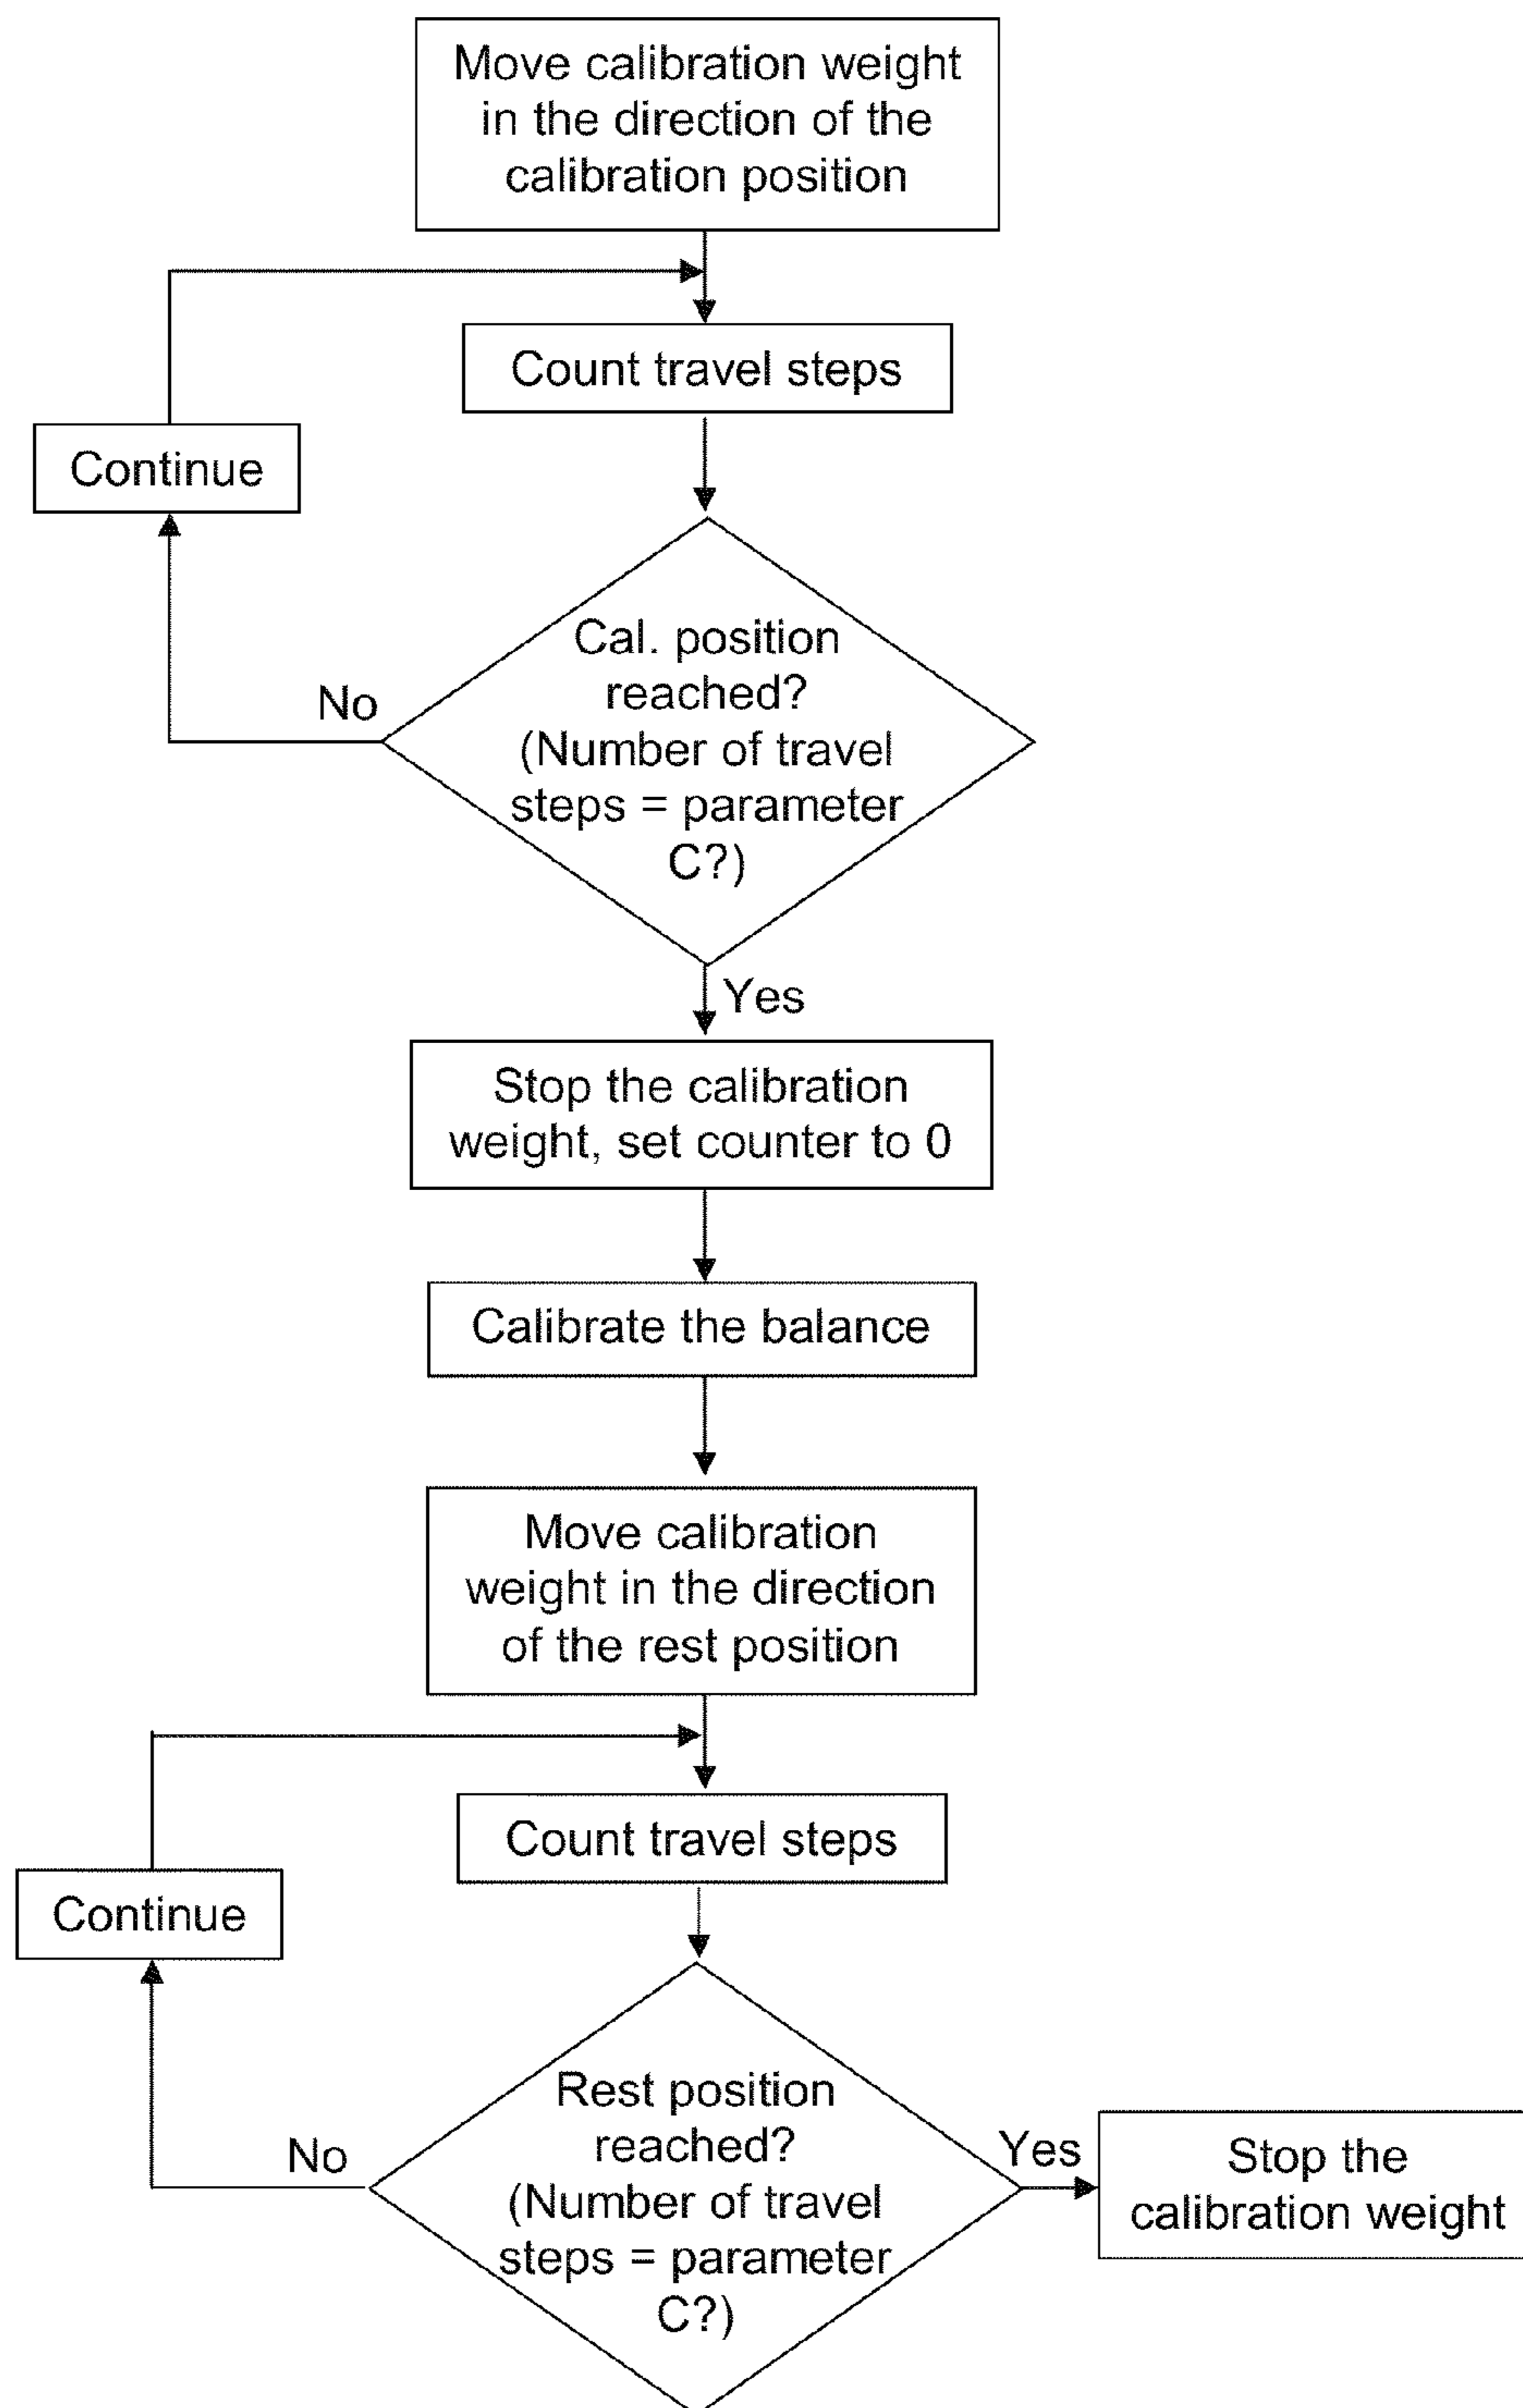 Move calibration weight
in the direction of the
calibration position
Count travel steps
Continue
Cal. position
reached?
(Number of travel
steps = parameter
C?)
No
Yes
Stop the calibration
weight, set counter to 0
Calibrate the balance
Move calibration
weight in the direction
of the rest position
Count travel steps
Continue
Rest position
reached?
(Number of travel
steps = parameter
C?)
No
Yes
Stop the
calibration weight